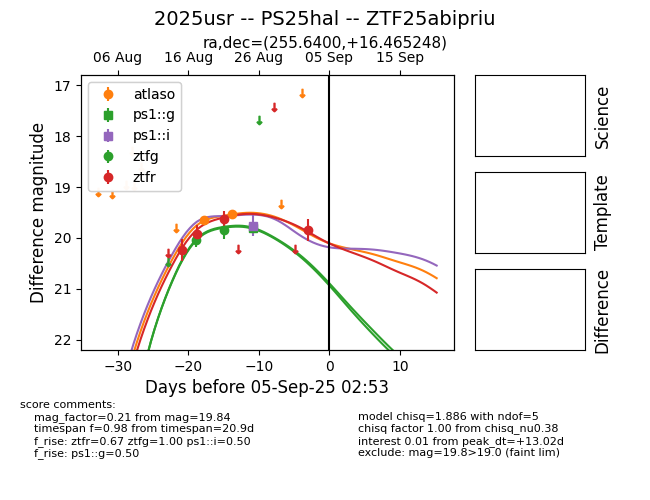 2025usr -- PS25hal -- ZTF25abipriu
ra,dec=(255.6400,+16.465248)
06 Aug 16 Aug 26 Aug 05 Sep 15 Sep
17
18
19
20
21
22
Difference magnitude
atlaso
ps1::g
ps1::i
ztfg
ztfr
−30 −20 −10 0 10
Days before 05-Sep-25 02:53
Science
Template
Difference
score comments:
mag_factor=0.21 from mag=19.84
timespan f=0.98 from timespan=20.9d
f_rise: ztfr=0.67 ztfg=1.00 ps1::i=0.50
f_rise: ps1::g=0.50
model chisq=1.886 with ndof=5
chisq factor 1.00 from chisq_nu0.38
interest 0.01 from peak_dt=+13.02d
exclude: mag=19.8>19.0 (faint lim)